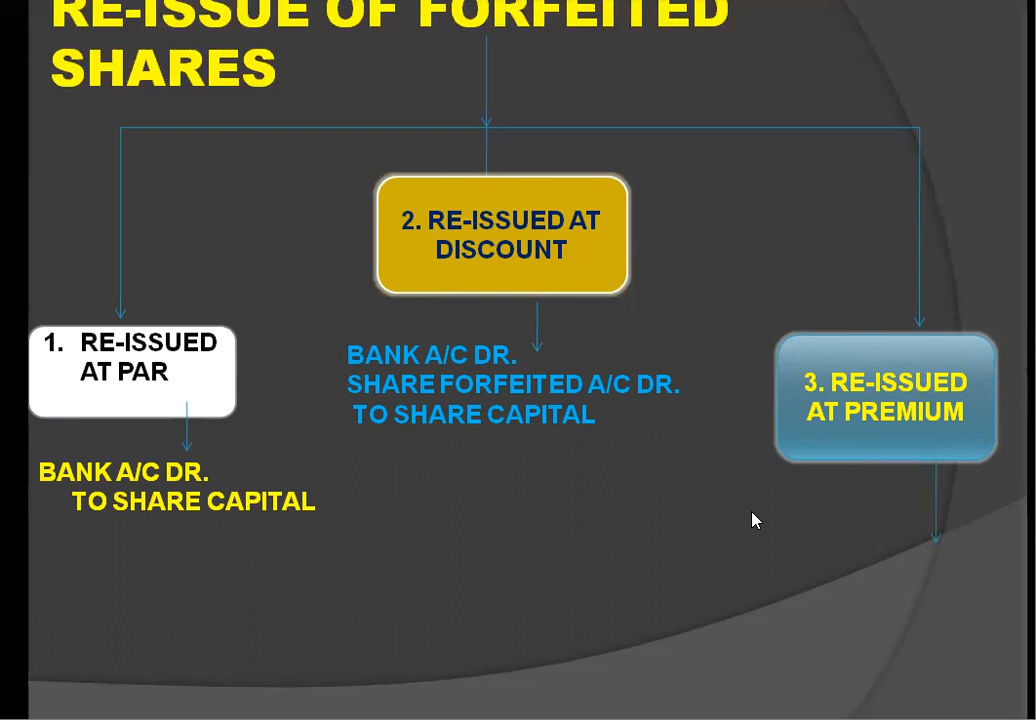 RE-ISSUE OF FORFEITED
SHARES
2. RE-ISSUED AT
DISCOUNT
1. RE-ISSUED
AT PAR
BANK A/C DR.
SHARE FORFEITED A/C DR.
TO SHARE CAPITAL
3. RE-ISSUED
AT PREMIUM
BANK A/C DR.
TO SHARE CAPITAL